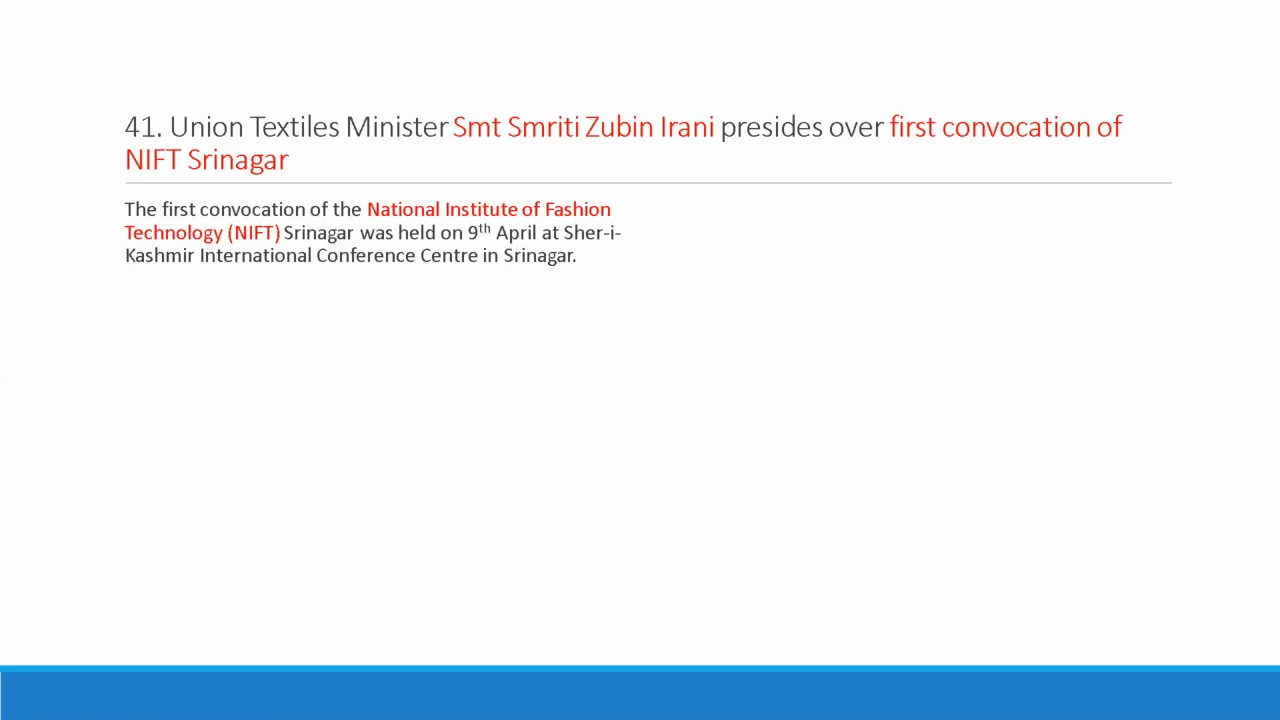 41. Union Textiles Minister Smt Smriti Zubin Irani presides over first convocation of
NIFT Srinagar
The first convocation of the National Institute of Fashion
Technology (NIFT) Srinagar was held on 9th April at Sher-i-
Kashmir International Conference Centre in Srinagar.